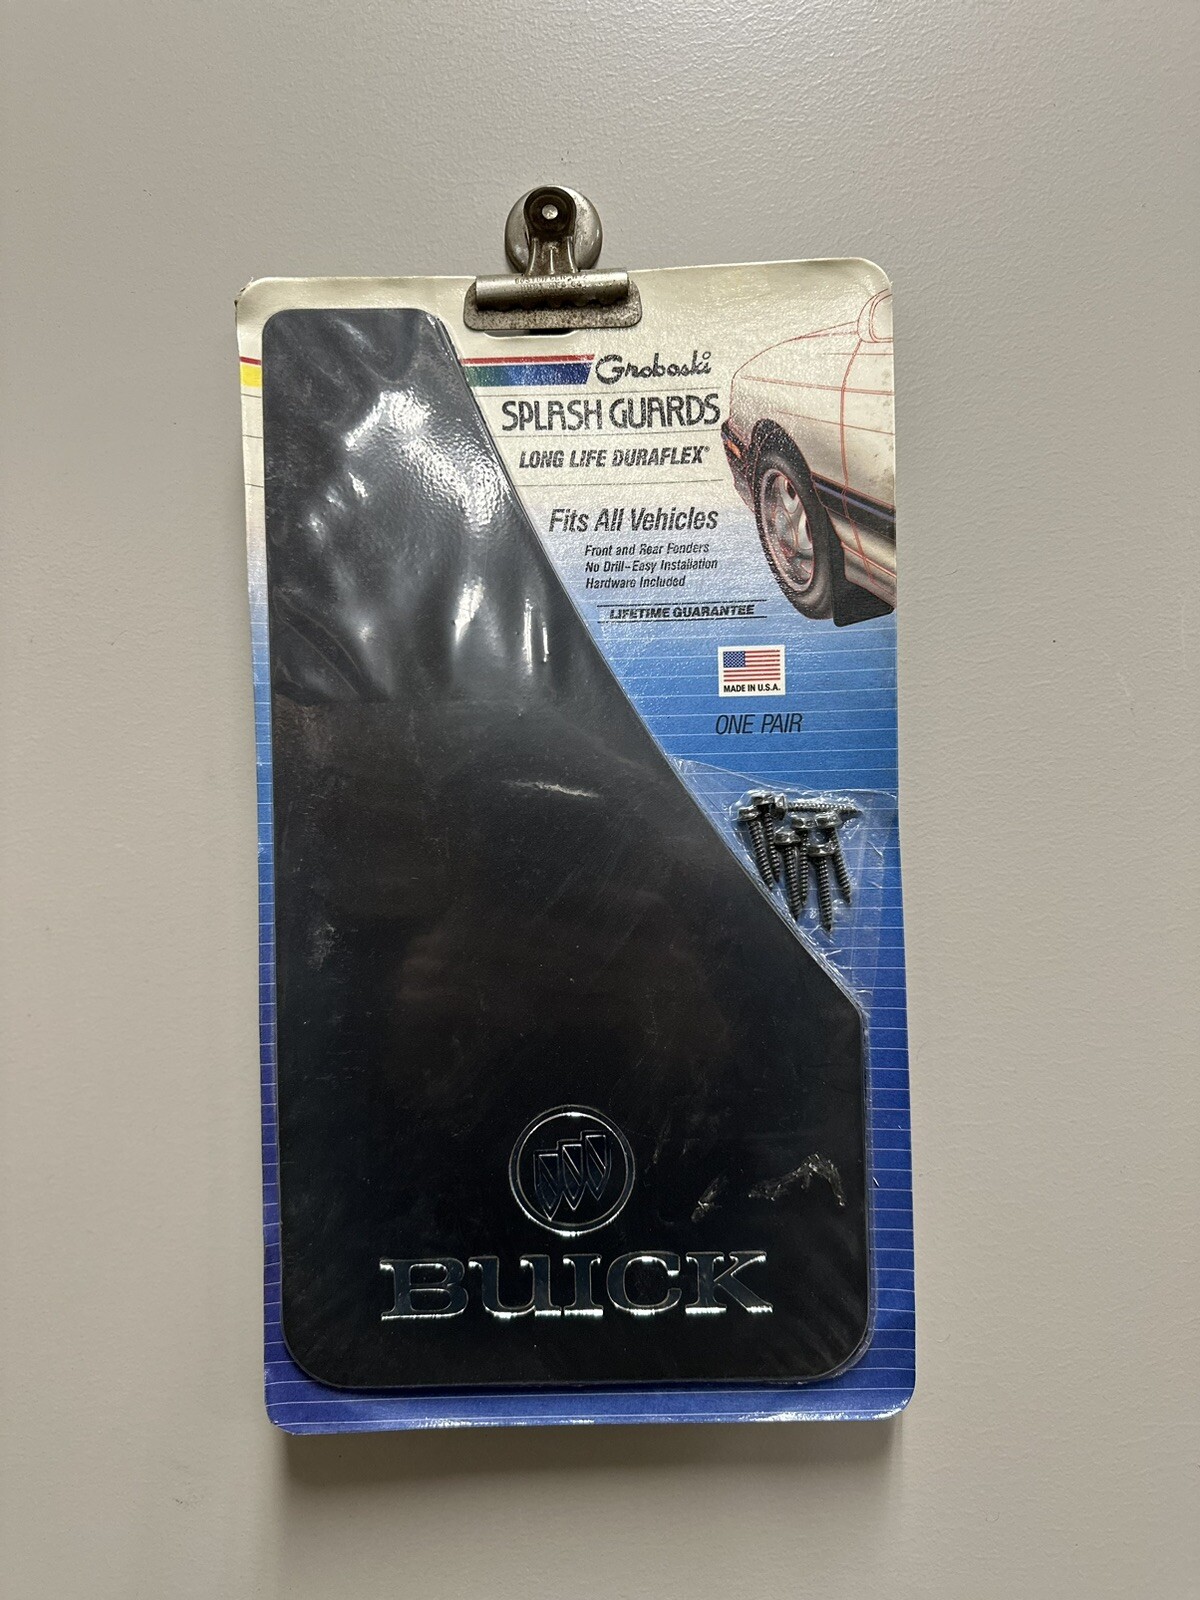 Groboski
SPLASH GUARDS
LONG LIFE DURAFLEX®
Fits All Vehicles
Front and Rear Fenders
No Drill-Easy Installation
Hardware Included
LIFETIME GUARANTEE
MADE IN U.S.A.
ONE PAIR
BUICK